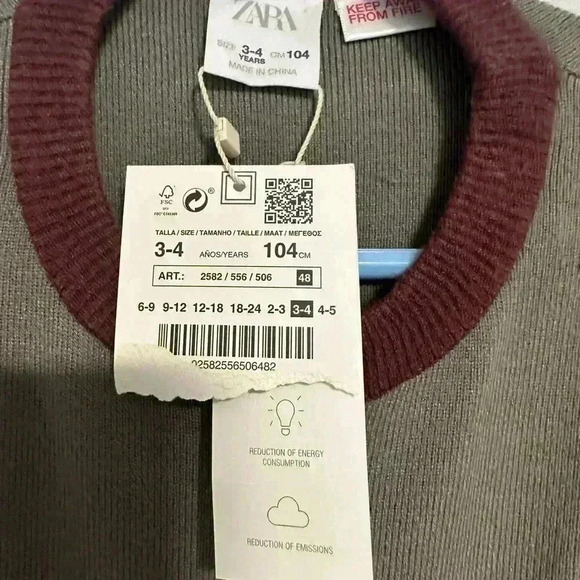 ZARA
SIZE 3-4 YEARS CM 104
MADE IN CHINA
KEEP AWAY
FROM FIRE
FSC
TALLA / SIZE / TAMANHO / TAILLE / MAAT / ΜΕΓΕΘΟΣ
3-4 AÑOS/YEARS 104 CM
ART.: 2582 / 556 / 506 48
6-9 9-12 12-18 18-24 2-3 3-4 4-5
02582556506482
REDUCTION OF ENERGY
CONSUMPTION
REDUCTION OF EMISSIONS